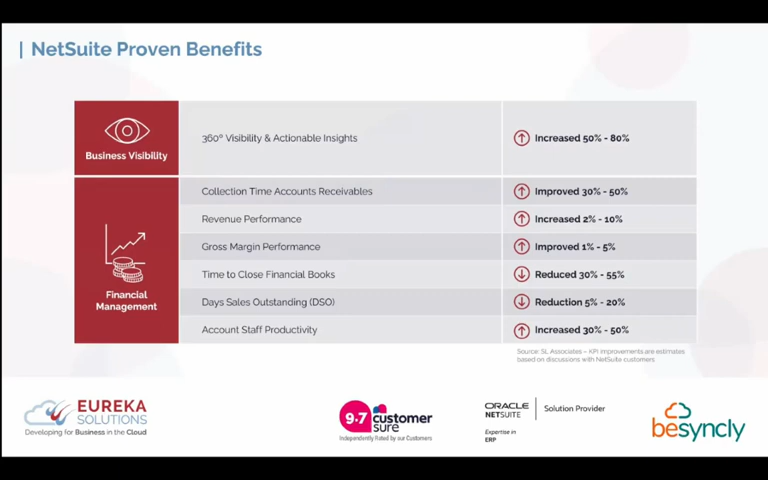 | NetSuite Proven Benefits
Business Visibility
360º Visibility & Actionable Insights
Increased 50% - 80%
Financial
Management
Collection Time Accounts Receivables
Improved 30% - 50%
Revenue Performance
Increased 2% - 10%
Gross Margin Performance
Improved 1% - 5%
Time to Close Financial Books
Reduced 30% - 55%
Days Sales Outstanding (DSO)
Reduction 5% - 20%
Account Staff Productivity
Increased 30% - 50%
Source: SL Associates – KPI improvements are estimates
based on discussions with NetSuite customers
EUREKA
SOLUTIONS
Developing for Business in the Cloud
9.7 customer
sure
Independently Rated by our Customers
ORACLE
NETSUITE
Solution Provider
Expertise in
ERP
besyncly